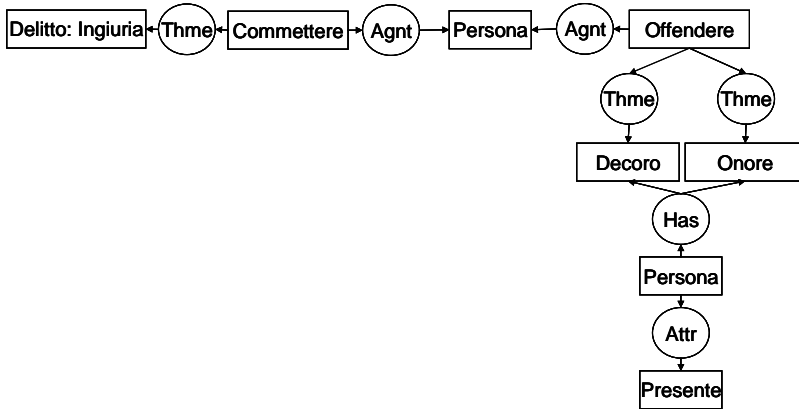 Delitto: Ingiuria Thme Commettere Agnt Persona Agnt Offendere
Thme Thme
Decoro Onore
Has
Persona
Attr
Presente